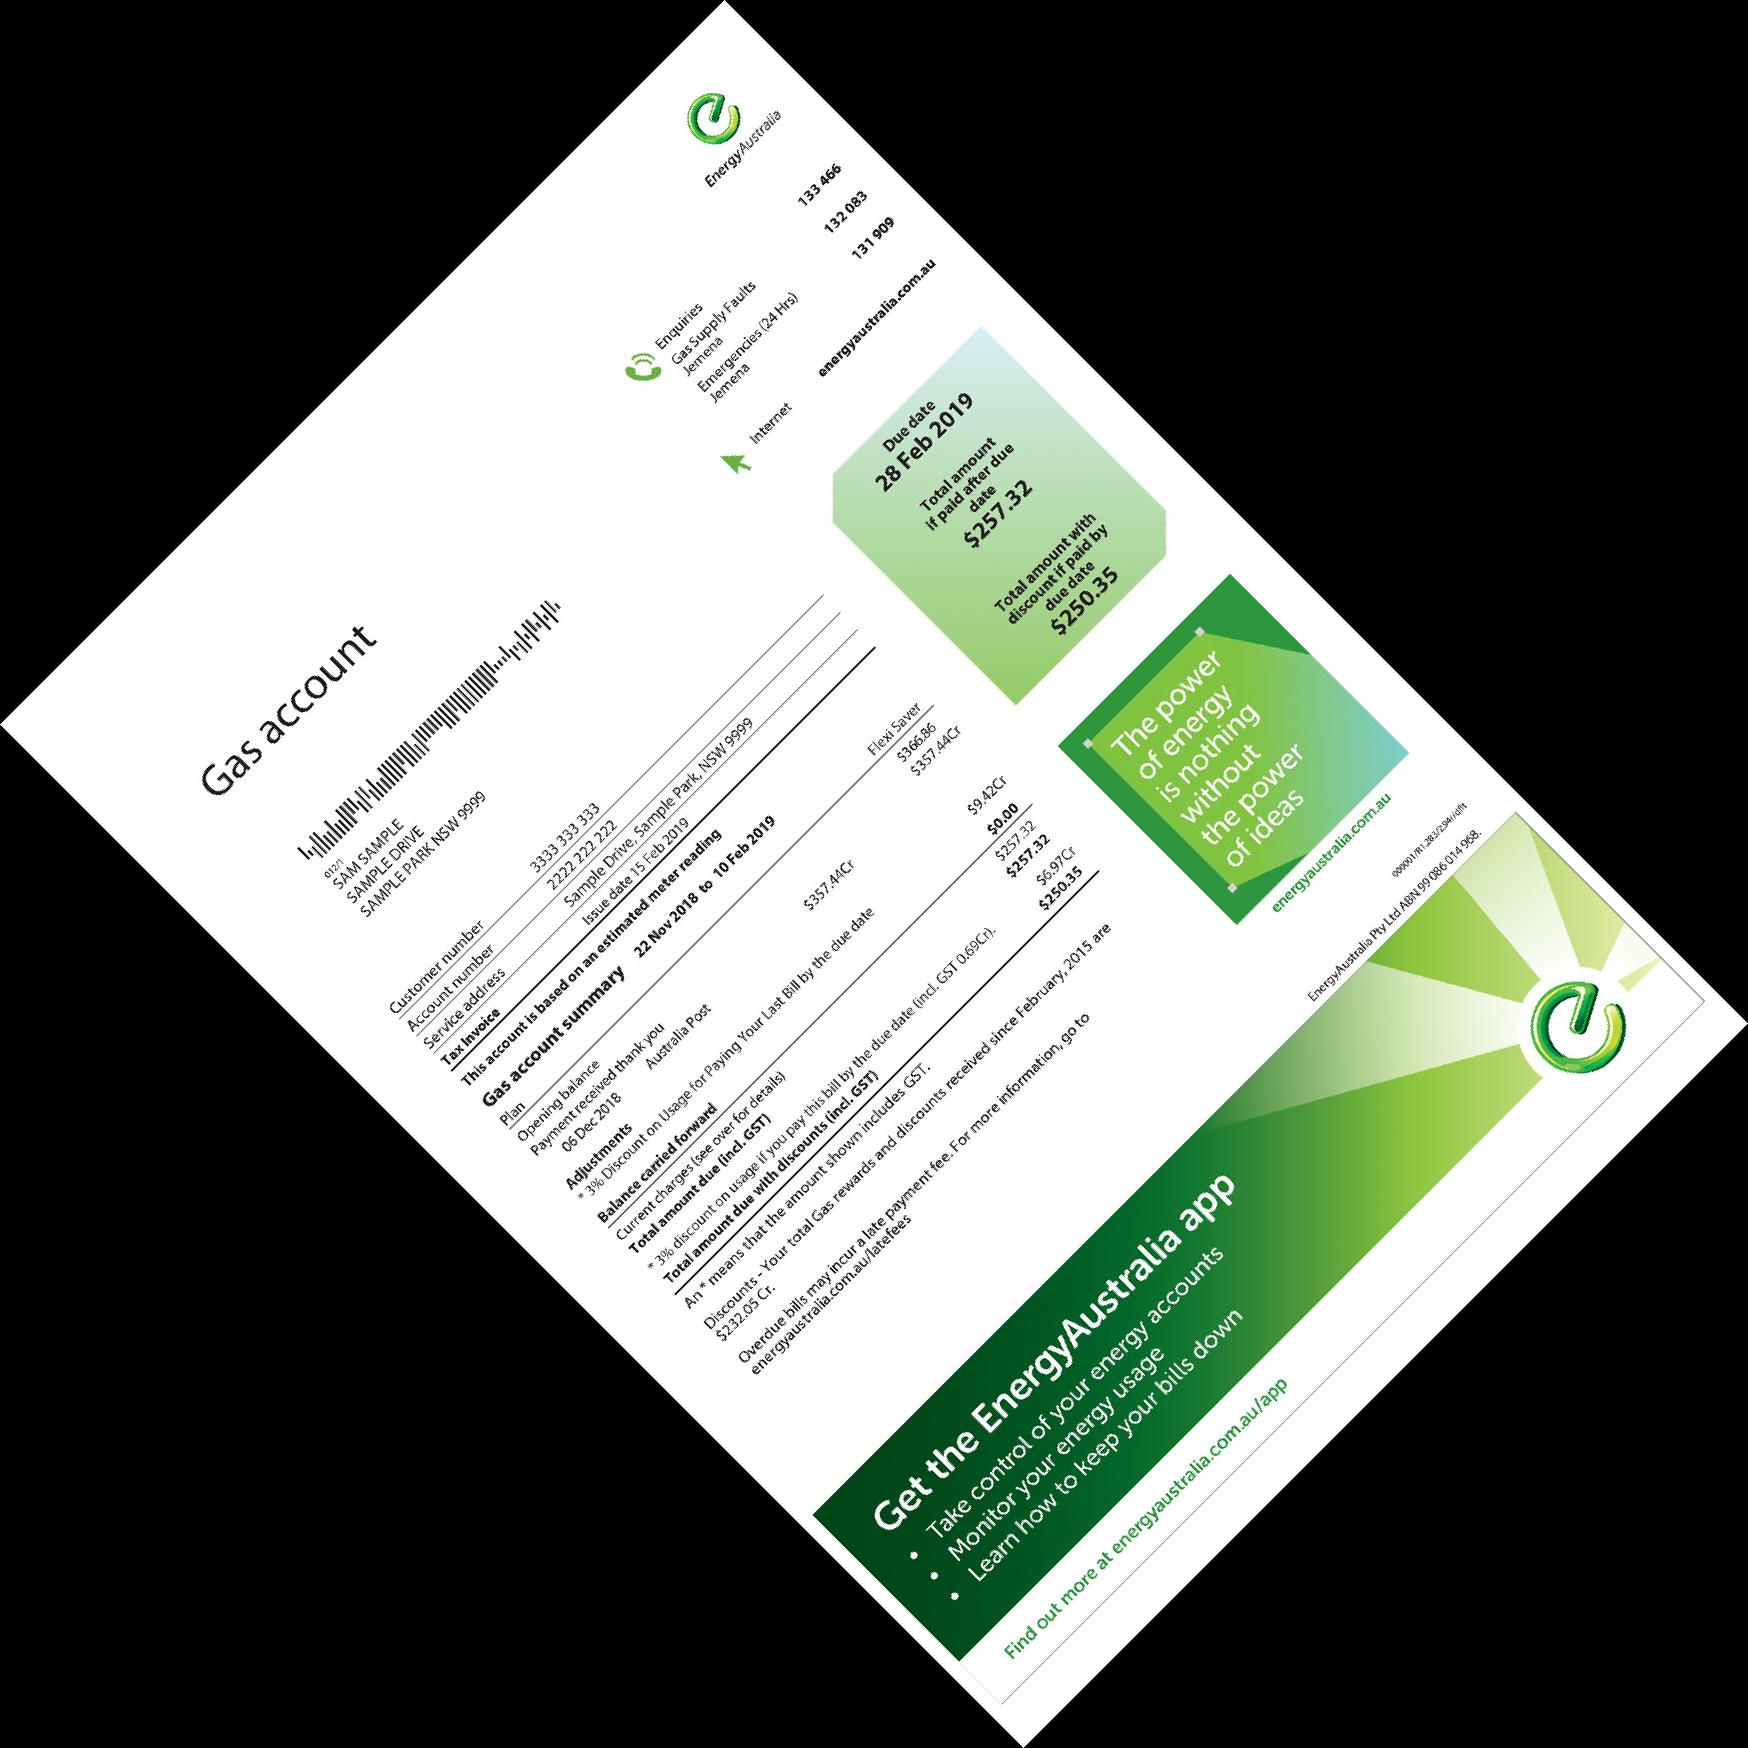 EnergyAustralia
Gas account
Enquiries 133 466
Gas Supply Faults
Jemena 132 083
Emergencies (24 Hrs)
Jemena 131 909
Internet energyaustralia.com.au
012/1
SAM SAMPLE
SAMPLE DRIVE
SAMPLE PARK NSW 9999
Customer number 3333 333 333
Account number 2222 222 222
Service address Sample Drive, Sample Park, NSW 9999
Tax Invoice Issue date 15 Feb 2019
This account is based on an estimated meter reading
Gas account summary 22 Nov 2018 to 10 Feb 2019
Plan Flexi Saver
Opening balance $366.86
Payment received thank you $357.44Cr
06 Dec 2018 Australia Post $357.44Cr
Adjustments
* 3% Discount on Usage for Paying Your Last Bill by the due date $9.42Cr
Balance carried forward $0.00
Current charges (see over for details) $257.32
Total amount due (incl. GST) $257.32
* 3% discount on usage if you pay this bill by the due date (incl. GST 0.69Cr). $6.97Cr
Total amount due with discounts (incl. GST) $250.35
An * means that the amount shown includes GST.
Discounts - Your total Gas rewards and discounts received since February, 2015 are
$232.05 Cr.
Overdue bills may incur a late payment fee. For more information, go to
energyaustralia.com.au/latefees
Due date
28 Feb 2019
Total amount
if paid after due
date
$257.32
Total amount with
discount if paid by
due date
$250.35
The power
of energy
is nothing
without
the power
of ideas
energyaustralia.com.au
EnergyAustralia Pty Ltd ABN 99 086 014 968.
Get the EnergyAustralia app
• Take control of your energy accounts
• Monitor your energy usage
• Learn how to keep your bills down
Find out more at energyaustralia.com.au/app